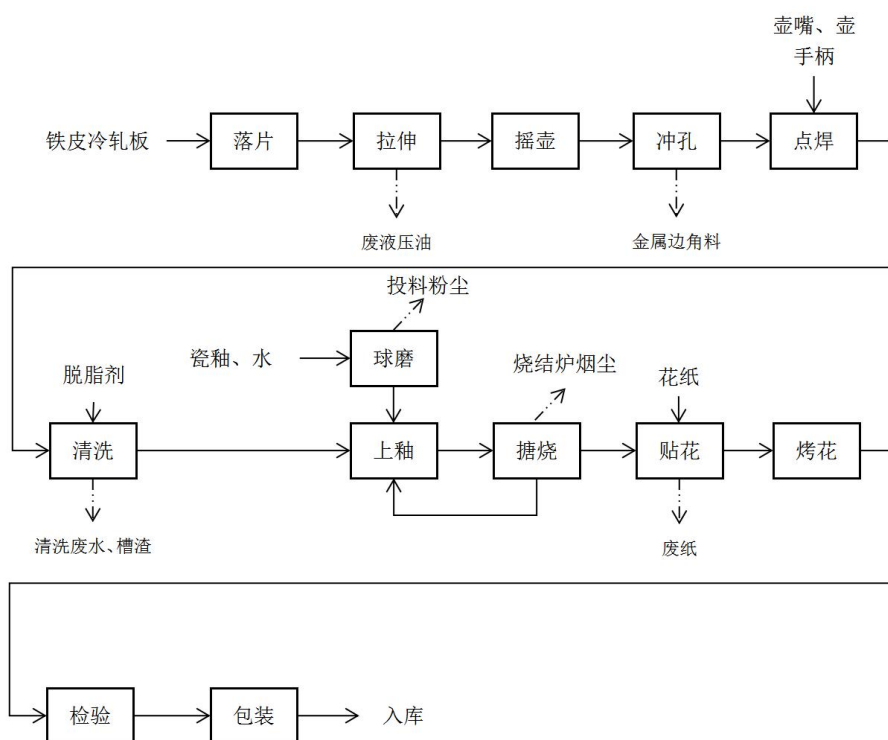 壶嘴、壶
手柄
铁皮冷轧板
落片
拉伸
摇壶
冲孔
点焊
废液压油
金属边角料
投料粉尘
瓷釉、水
球磨
烧结炉烟尘
花纸
脱脂剂
清洗
上釉
搪烧
贴花
烤花
清洗废水、槽渣
废纸
检验
包装
入库